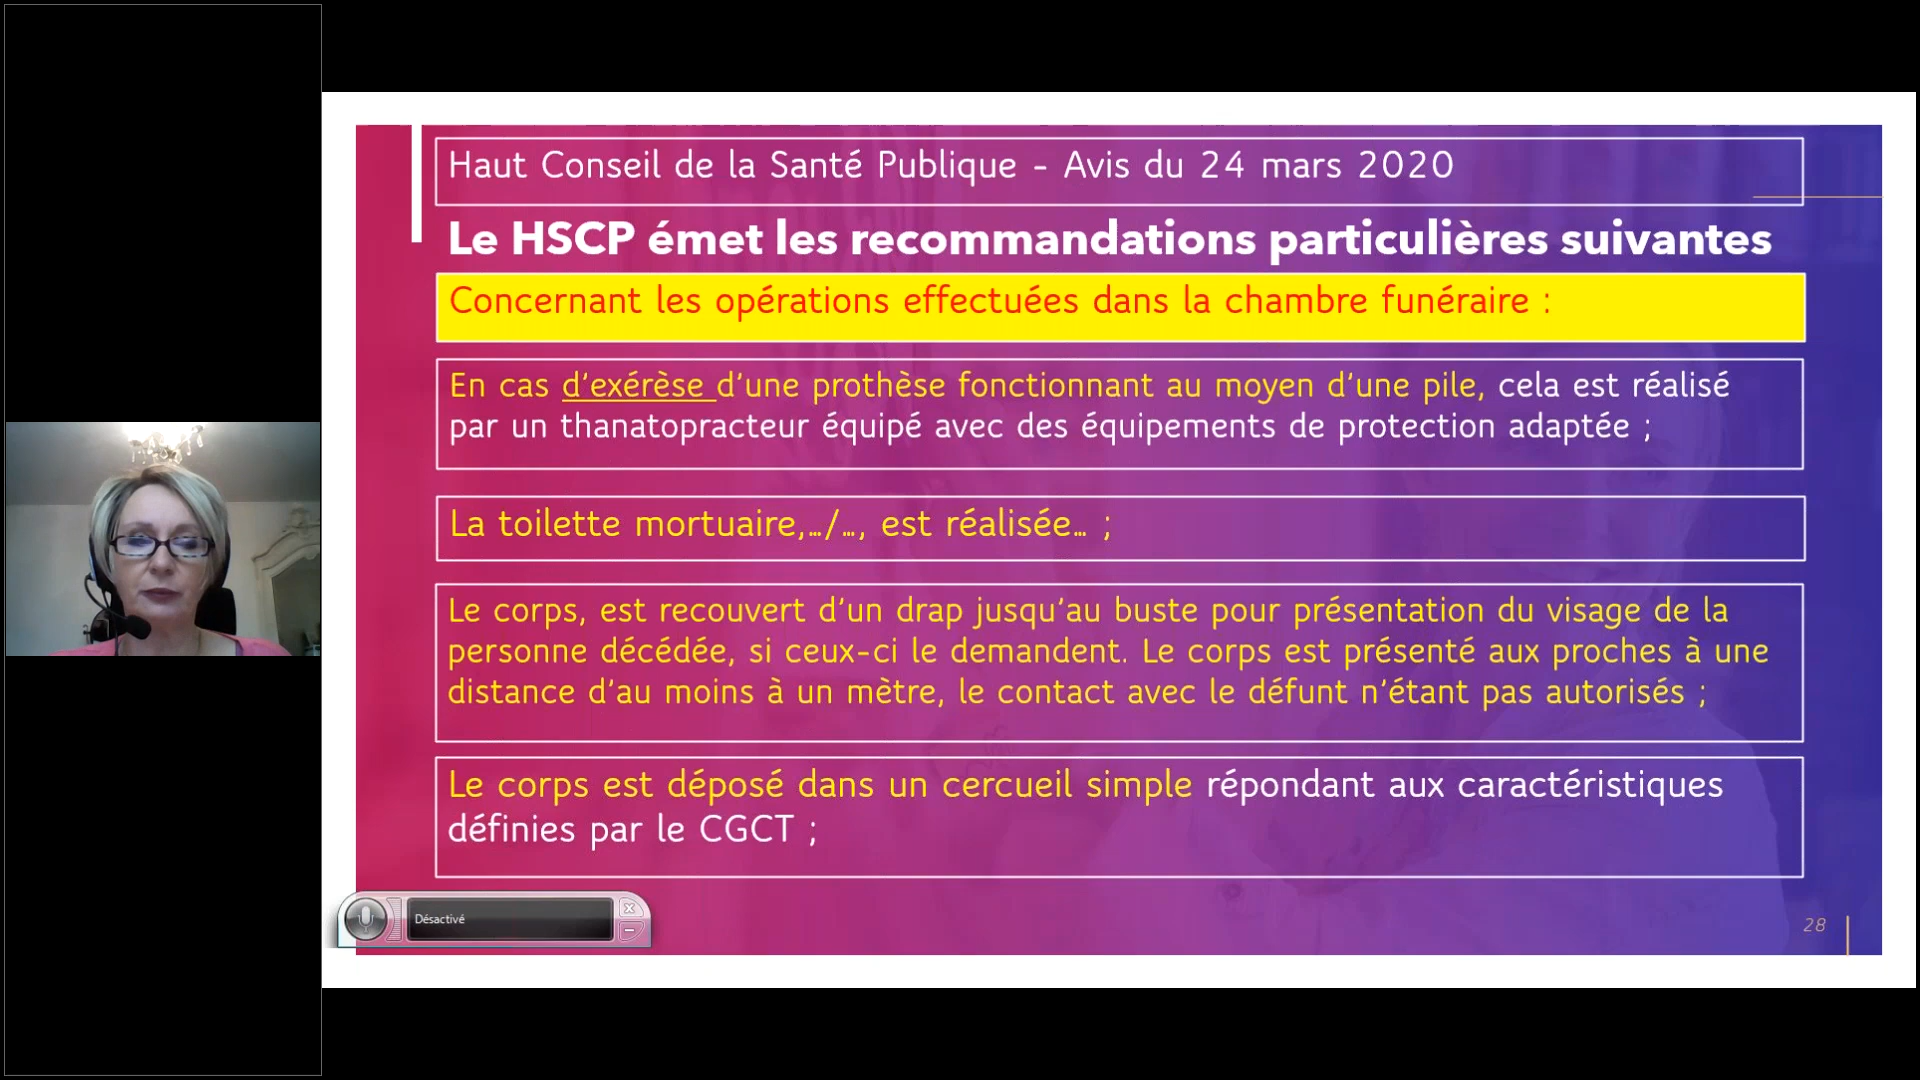 Haut Conseil de la Santé Publique - Avis du 24 mars 2020
Le HSCP émet les recommandations particulières suivantes
Concernant les opérations effectuées dans la chambre funéraire :
En cas d’exérèse d’une prothèse fonctionnant au moyen d’une pile, cela est réalisé
par un thanatopracteur équipé avec des équipements de protection adaptée ;
La toilette mortuaire,…/…, est réalisée… ;
Le corps, est recouvert d’un drap jusqu’au buste pour présentation du visage de la
personne décédée, si ceux-ci le demandent. Le corps est présenté aux proches à une
distance d’au moins à un mètre, le contact avec le défunt n’étant pas autorisés ;
Le corps est déposé dans un cercueil simple répondant aux caractéristiques
définies par le CGCT ;
Désactivé
28